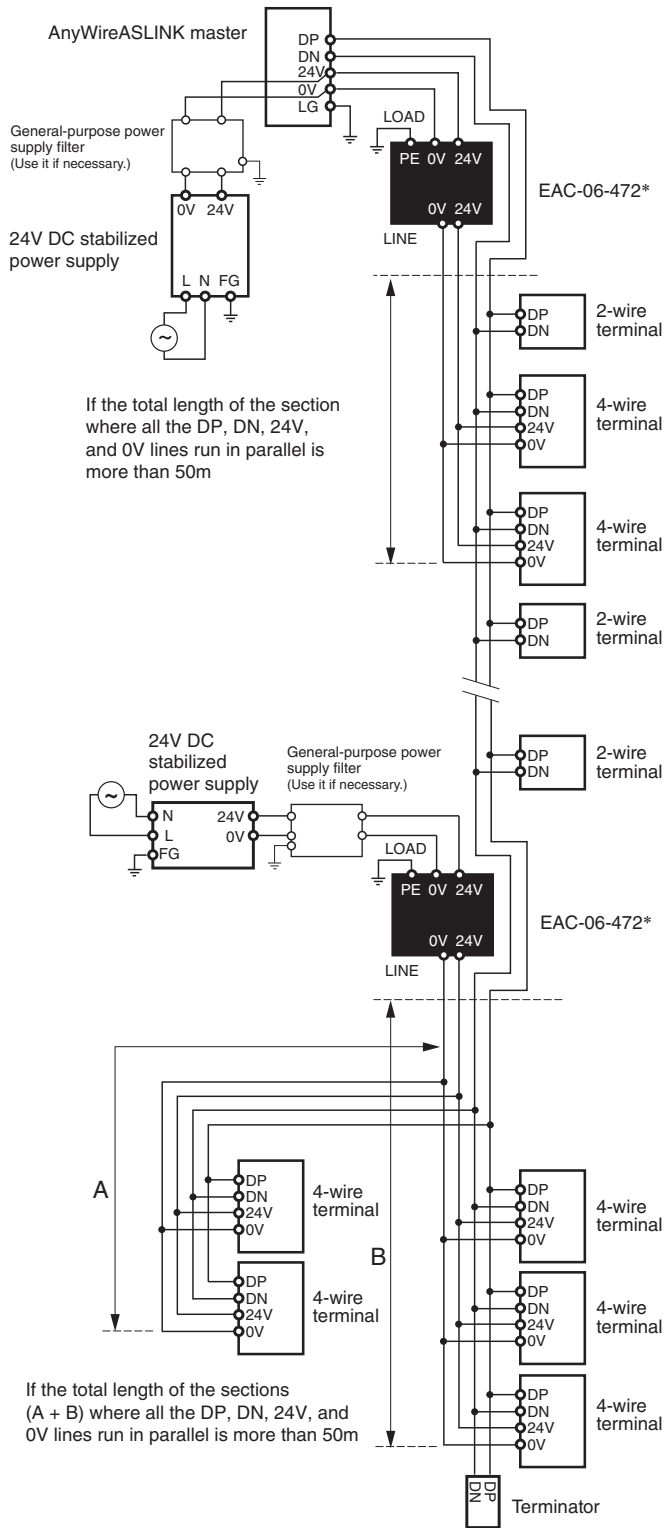 AnyWireASLINK master
DP
DN
24V
0V
LG
General-purpose power
supply filter
(Use it if necessary.)
LOAD
PE 0V 24V
0V 24V
LINE
EAC-06-472*
0V 24V
24V DC stabilized
power supply
L N FG
~
2-wire
terminal
DP
DN
If the total length of the section
where all the DP, DN, 24V,
and 0V lines run in parallel is
more than 50m
4-wire
terminal
DP
DN
24V
0V
4-wire
terminal
DP
DN
24V
0V
2-wire
terminal
DP
DN
2-wire
terminal
DP
DN
24V DC
stabilized
power supply
General-purpose power
supply filter
(Use it if necessary.)
~
N
L
FG
24V
0V
LOAD
PE 0V 24V
0V 24V
LINE
EAC-06-472*
A
B
DP
DN
24V
0V
4-wire
terminal
DP
DN
24V
0V
4-wire
terminal
DP
DN
24V
0V
4-wire
terminal
DP
DN
24V
0V
4-wire
terminal
DP
DN
24V
0V
4-wire
terminal
If the total length of the sections
(A + B) where all the DP, DN, 24V, and
0V lines run in parallel is more than 50m
DP
DN
Terminator